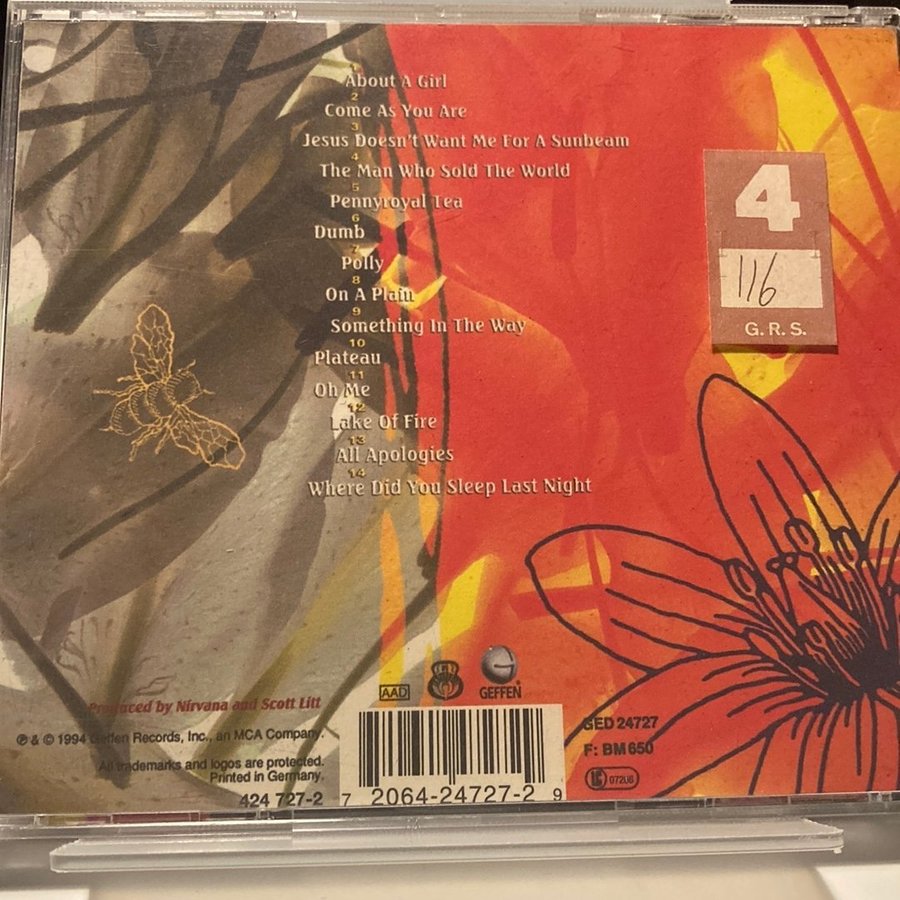 1
About A Girl
2
Come As You Are
3
Jesus Doesn't Want Me For A Sunbeam
4
The Man Who Sold The World
5
Pennyroyal Tea
6
Dumb
7
Polly
8
On A Plain
9
Something In The Way
10
Plateau
11
Oh Me
12
Lake Of Fire
13
All Apologies
14
Where Did You Sleep Last Night
4
116
G.R.S.
AAD
GEFFEN
Produced by Nirvana and Scott Litt
℗ & © 1994 Geffen Records, Inc., an MCA Company.
All trademarks and logos are protected.
Printed in Germany.
424 727-2
7 2064-24727-2 9
GED 24727
F: BM 650
LC 07266